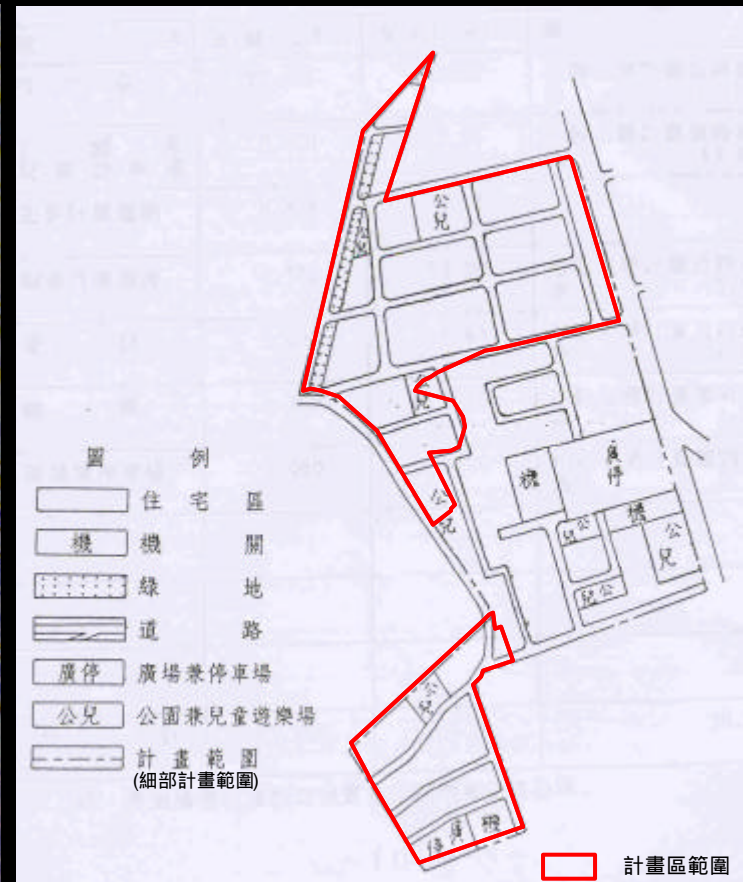 公兒
公兒
公兒
公兒
機
廣停
機
公兒
公兒
公兒
公兒
廣停
機
圖例
住宅區
機 機關
綠地
道路
廣停 廣場兼停車場
公兒 公園兼兒童遊樂場
計畫範圍
(細部計畫範圍)
計畫區範圍